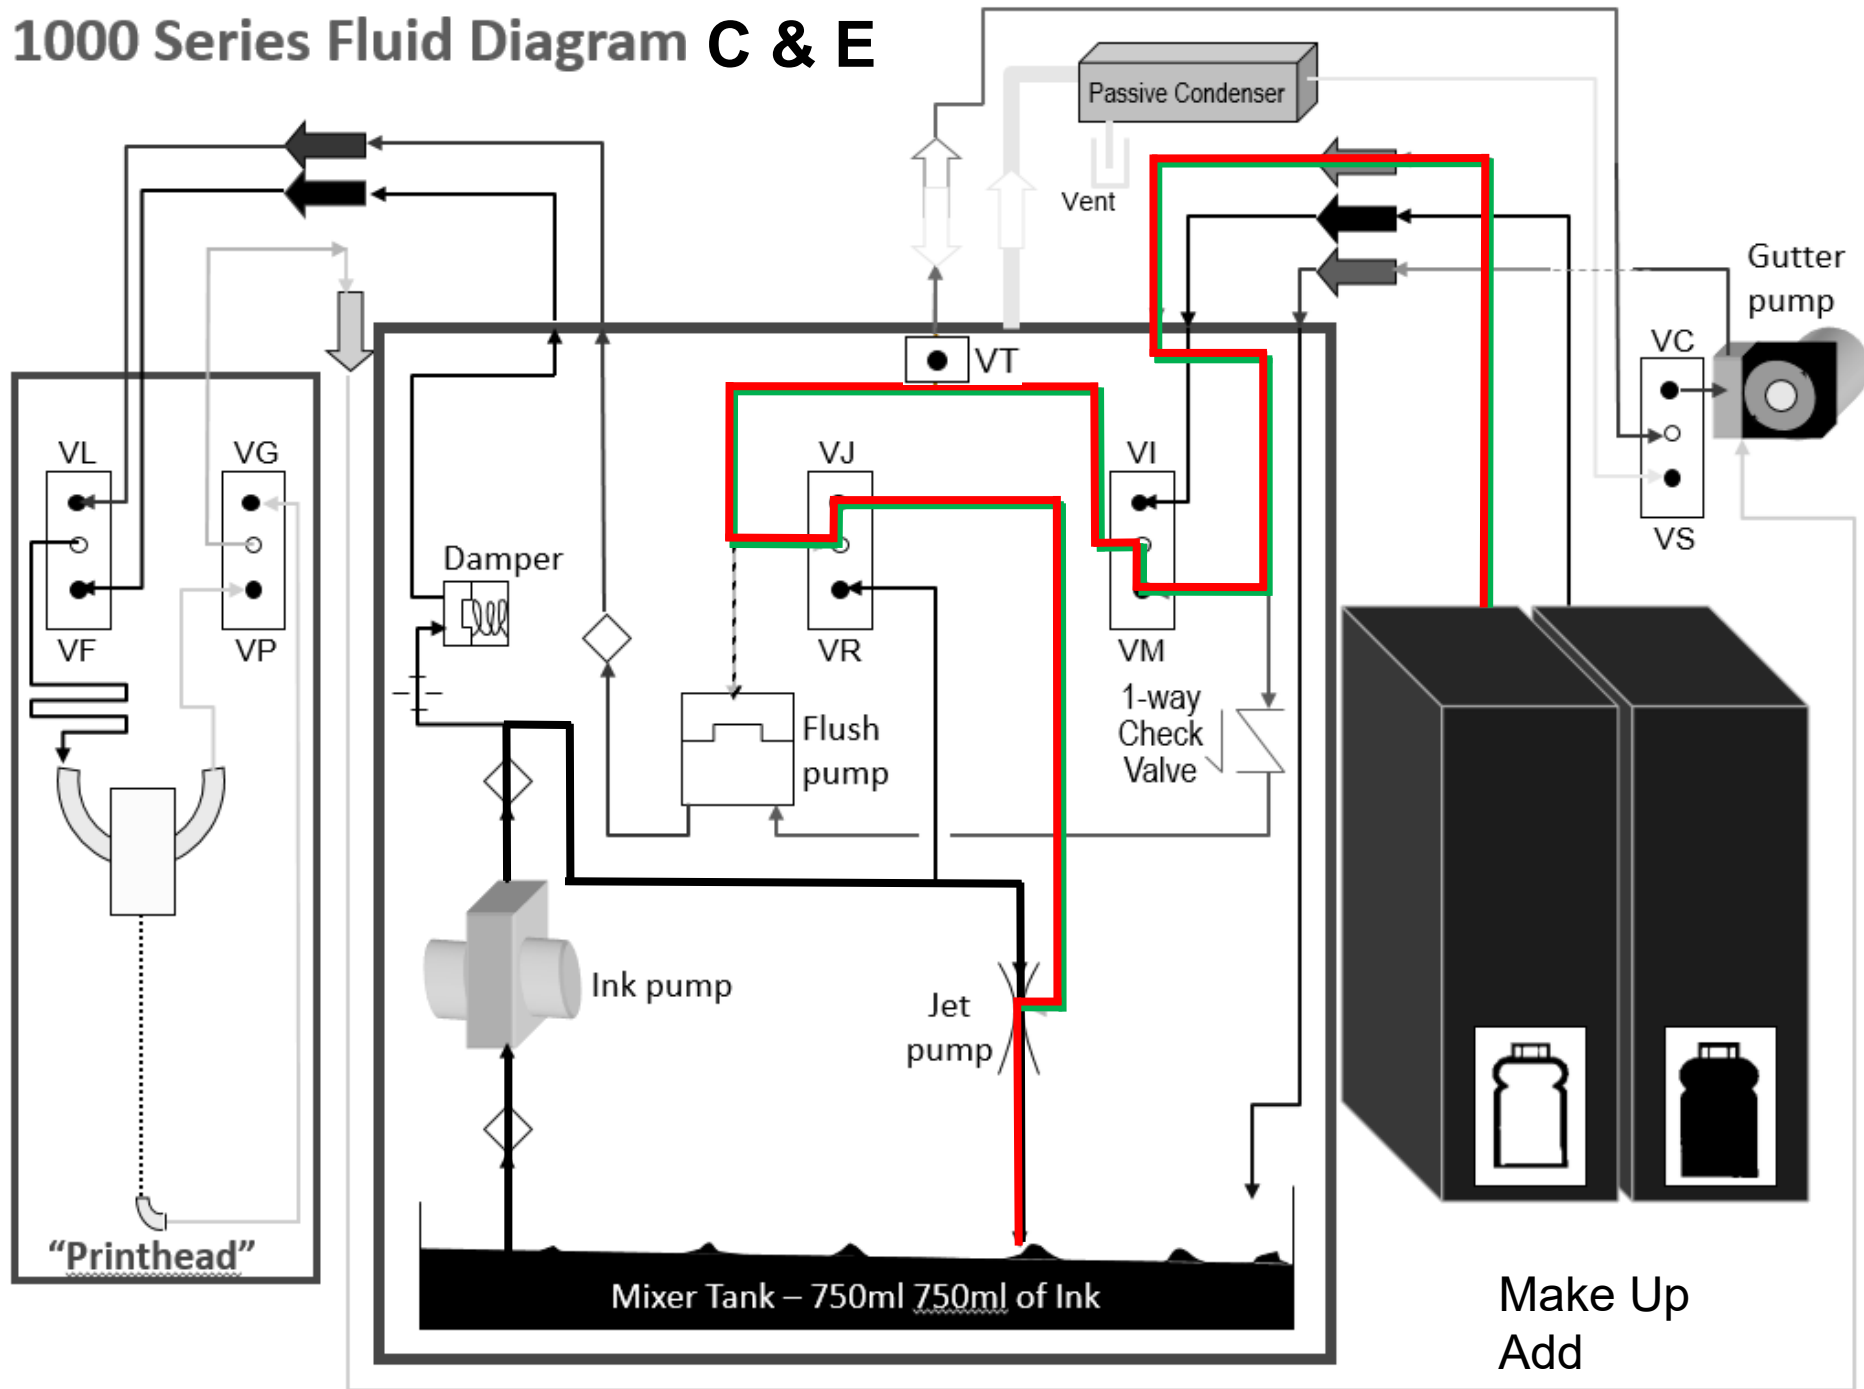 1000 Series Fluid Diagram C & E
Passive Condenser
Vent
Gutter
pump
VT
VC
VL
VG
VJ
VI
VS
Damper
VF
VP
VR
VM
1-way
Check
Valve
Flush
pump
Ink pump
Jet
pump
"Printhead"
Mixer Tank – 750ml 750ml of Ink
Make Up
Add